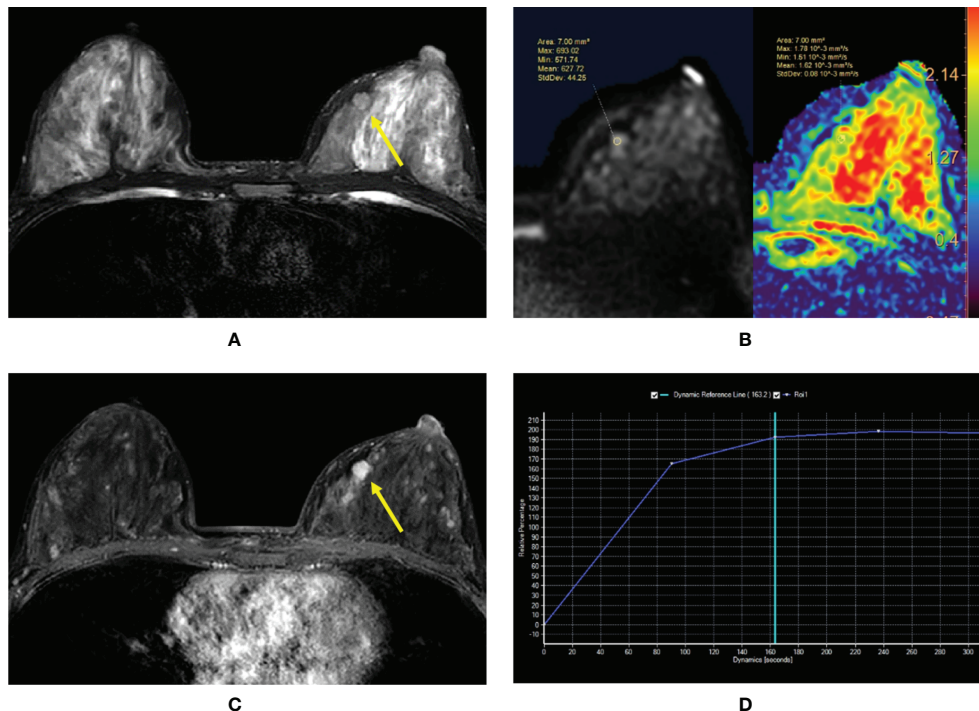 Area: 7.00 mm²
Max: 693.02
Min: 571.74
Mean: 627.72
StdDev: 44.25
Area: 7.00 mm²
Max: 1.78 10^-3 mm²/s
Min: 1.51 10^-3 mm²/s
Mean: 1.62 10^-3 mm²/s
StdDev: 0.08 10^-3 mm²/s
2.14
1.27
0.4
A
B
Dynamic Reference Line ( 163.2 ) Roi1
Relative Percentage
210
200
190
180
170
160
150
140
130
120
110
100
90
80
70
60
50
40
30
20
10
0
-10
0 20 40 60 80 100 120 140 160 180 200 220 240 260 280 300
Dynamics [seconds]
C
D